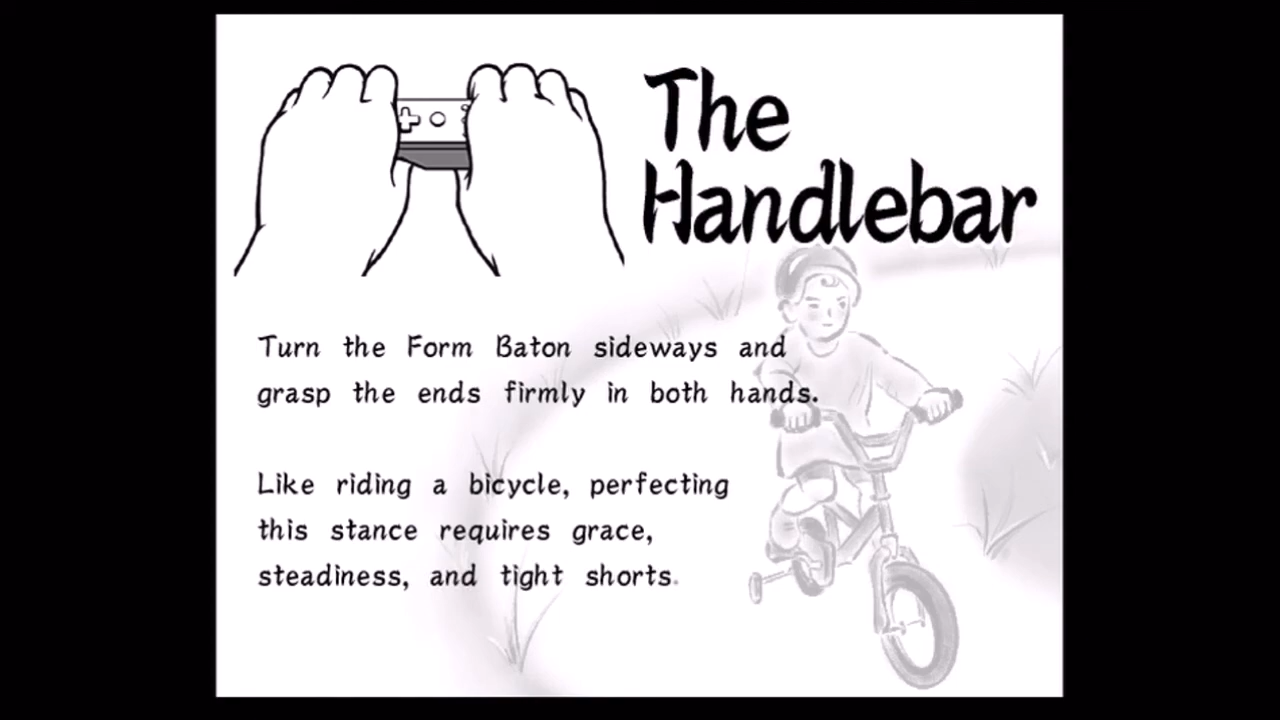 The
Handlebar
Turn the Form Baton sideways and
grasp the ends firmly in both hands.
Like riding a bicycle, perfecting
this stance requires grace,
steadiness, and tight shorts.